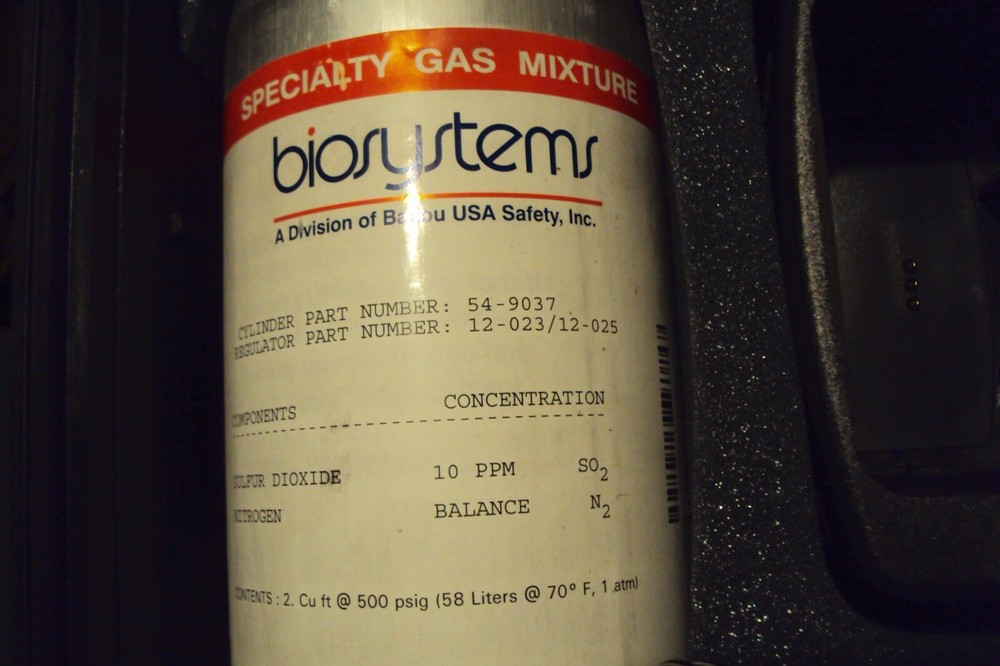 SPECIALTY GAS MIXTURE
biosystems
A Division of Bacou USA Safety, Inc.
CYLINDER PART NUMBER: 54-9037
REGULATOR PART NUMBER: 12-023/12-025
COMPONENTS CONCENTRATION
SULFUR DIOXIDE 10 PPM SO2
NITROGEN BALANCE N2
CONTENTS : 2. Cu ft @ 500 psig (58 Liters @ 70° F, 1 atm)